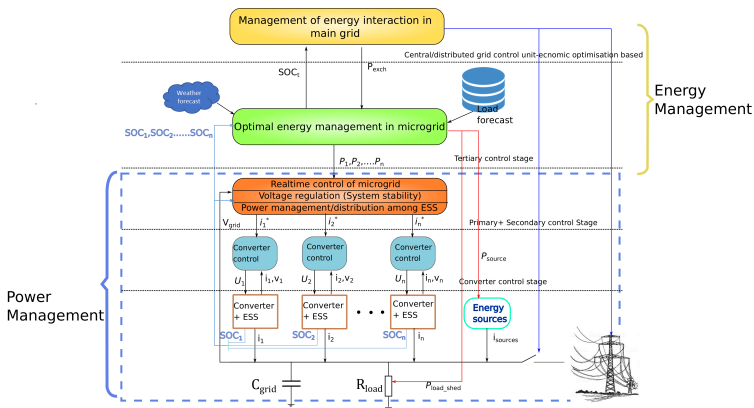 Management of energy interaction in
main grid
Central/distributed grid control unit-ecnomic optimisation based
SOCt
Pexch
Energy
Management
Weather
forecast
Load
forecast
SOC1,SOC2......SOCn
Optimal energy management in microgrid
P1,P2,....Pn
Tertiary control stage
Realtime control of microgrid
Voltage regulation (System stability)
Power management/distribution among ESS
Vgrid
i1*
i2*
in*
Primary+ Secondary control Stage
Converter
control
Converter
control
Converter
control
Psource
U1
i1,v1
U2
i2,v2
Un
in,vn
Converter control stage
Power
Management
Converter
+ ESS
Converter
+ ESS
Converter
+ ESS
Energy
sources
SOC1
i1
SOC2
i2
SOCn
in
isources
Cgrid
Rload
Pload_shed